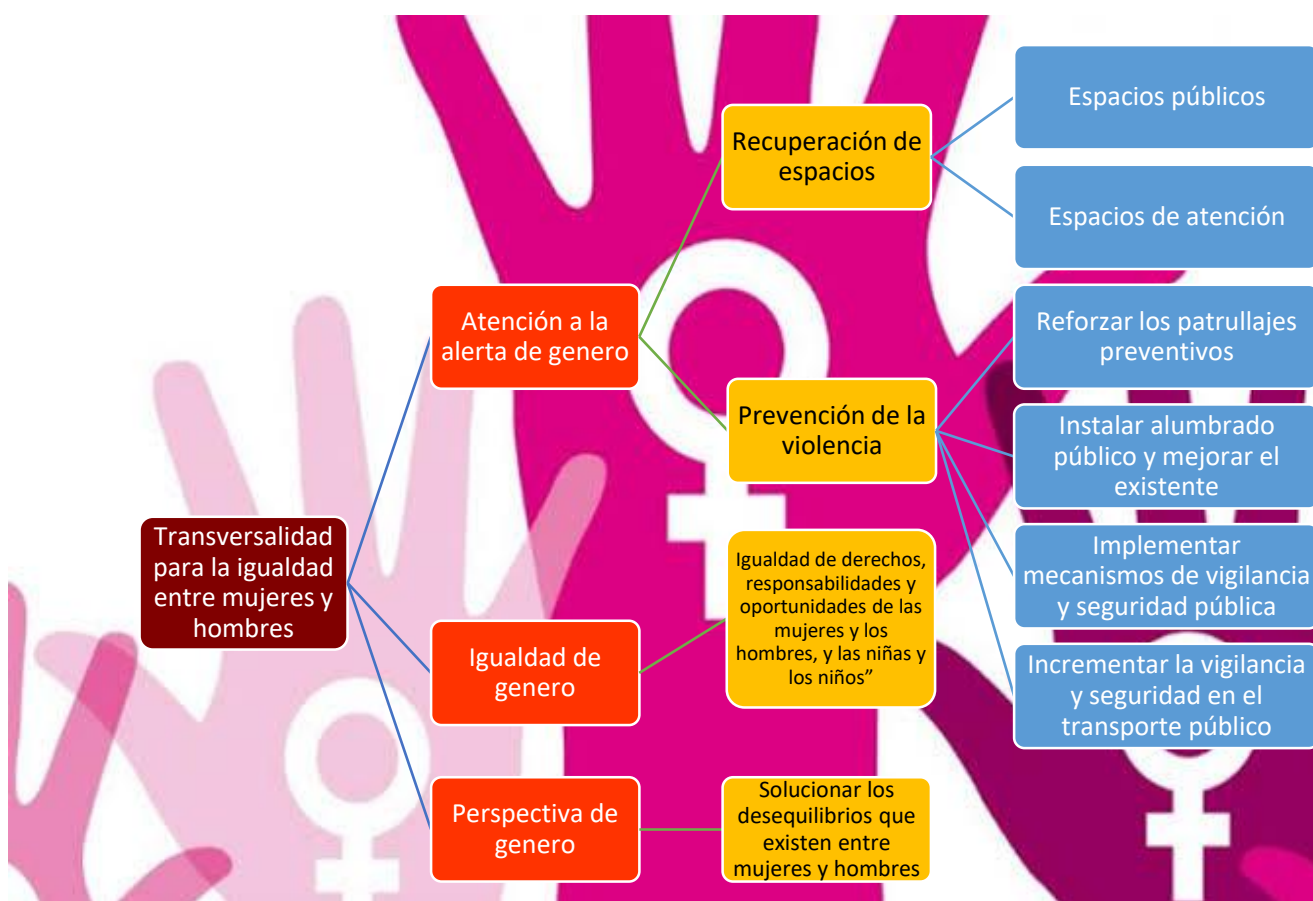 Transversalidad
para la igualdad
entre mujeres y
hombres
Atención a la
alerta de genero
Recuperación de
espacios
Espacios públicos
Espacios de atención
Prevención de la
violencia
Reforzar los patrullajes
preventivos
Instalar alumbrado
público y mejorar el
existente
Implementar
mecanismos de vigilancia
y seguridad pública
Incrementar la vigilancia
y seguridad en el
transporte público
Igualdad de
genero
Igualdad de derechos,
responsabilidades y
oportunidades de las
mujeres y los
hombres, y las niñas y
los niños”
Perspectiva de
genero
Solucionar los
desequilibrios que
existen entre
mujeres y hombres